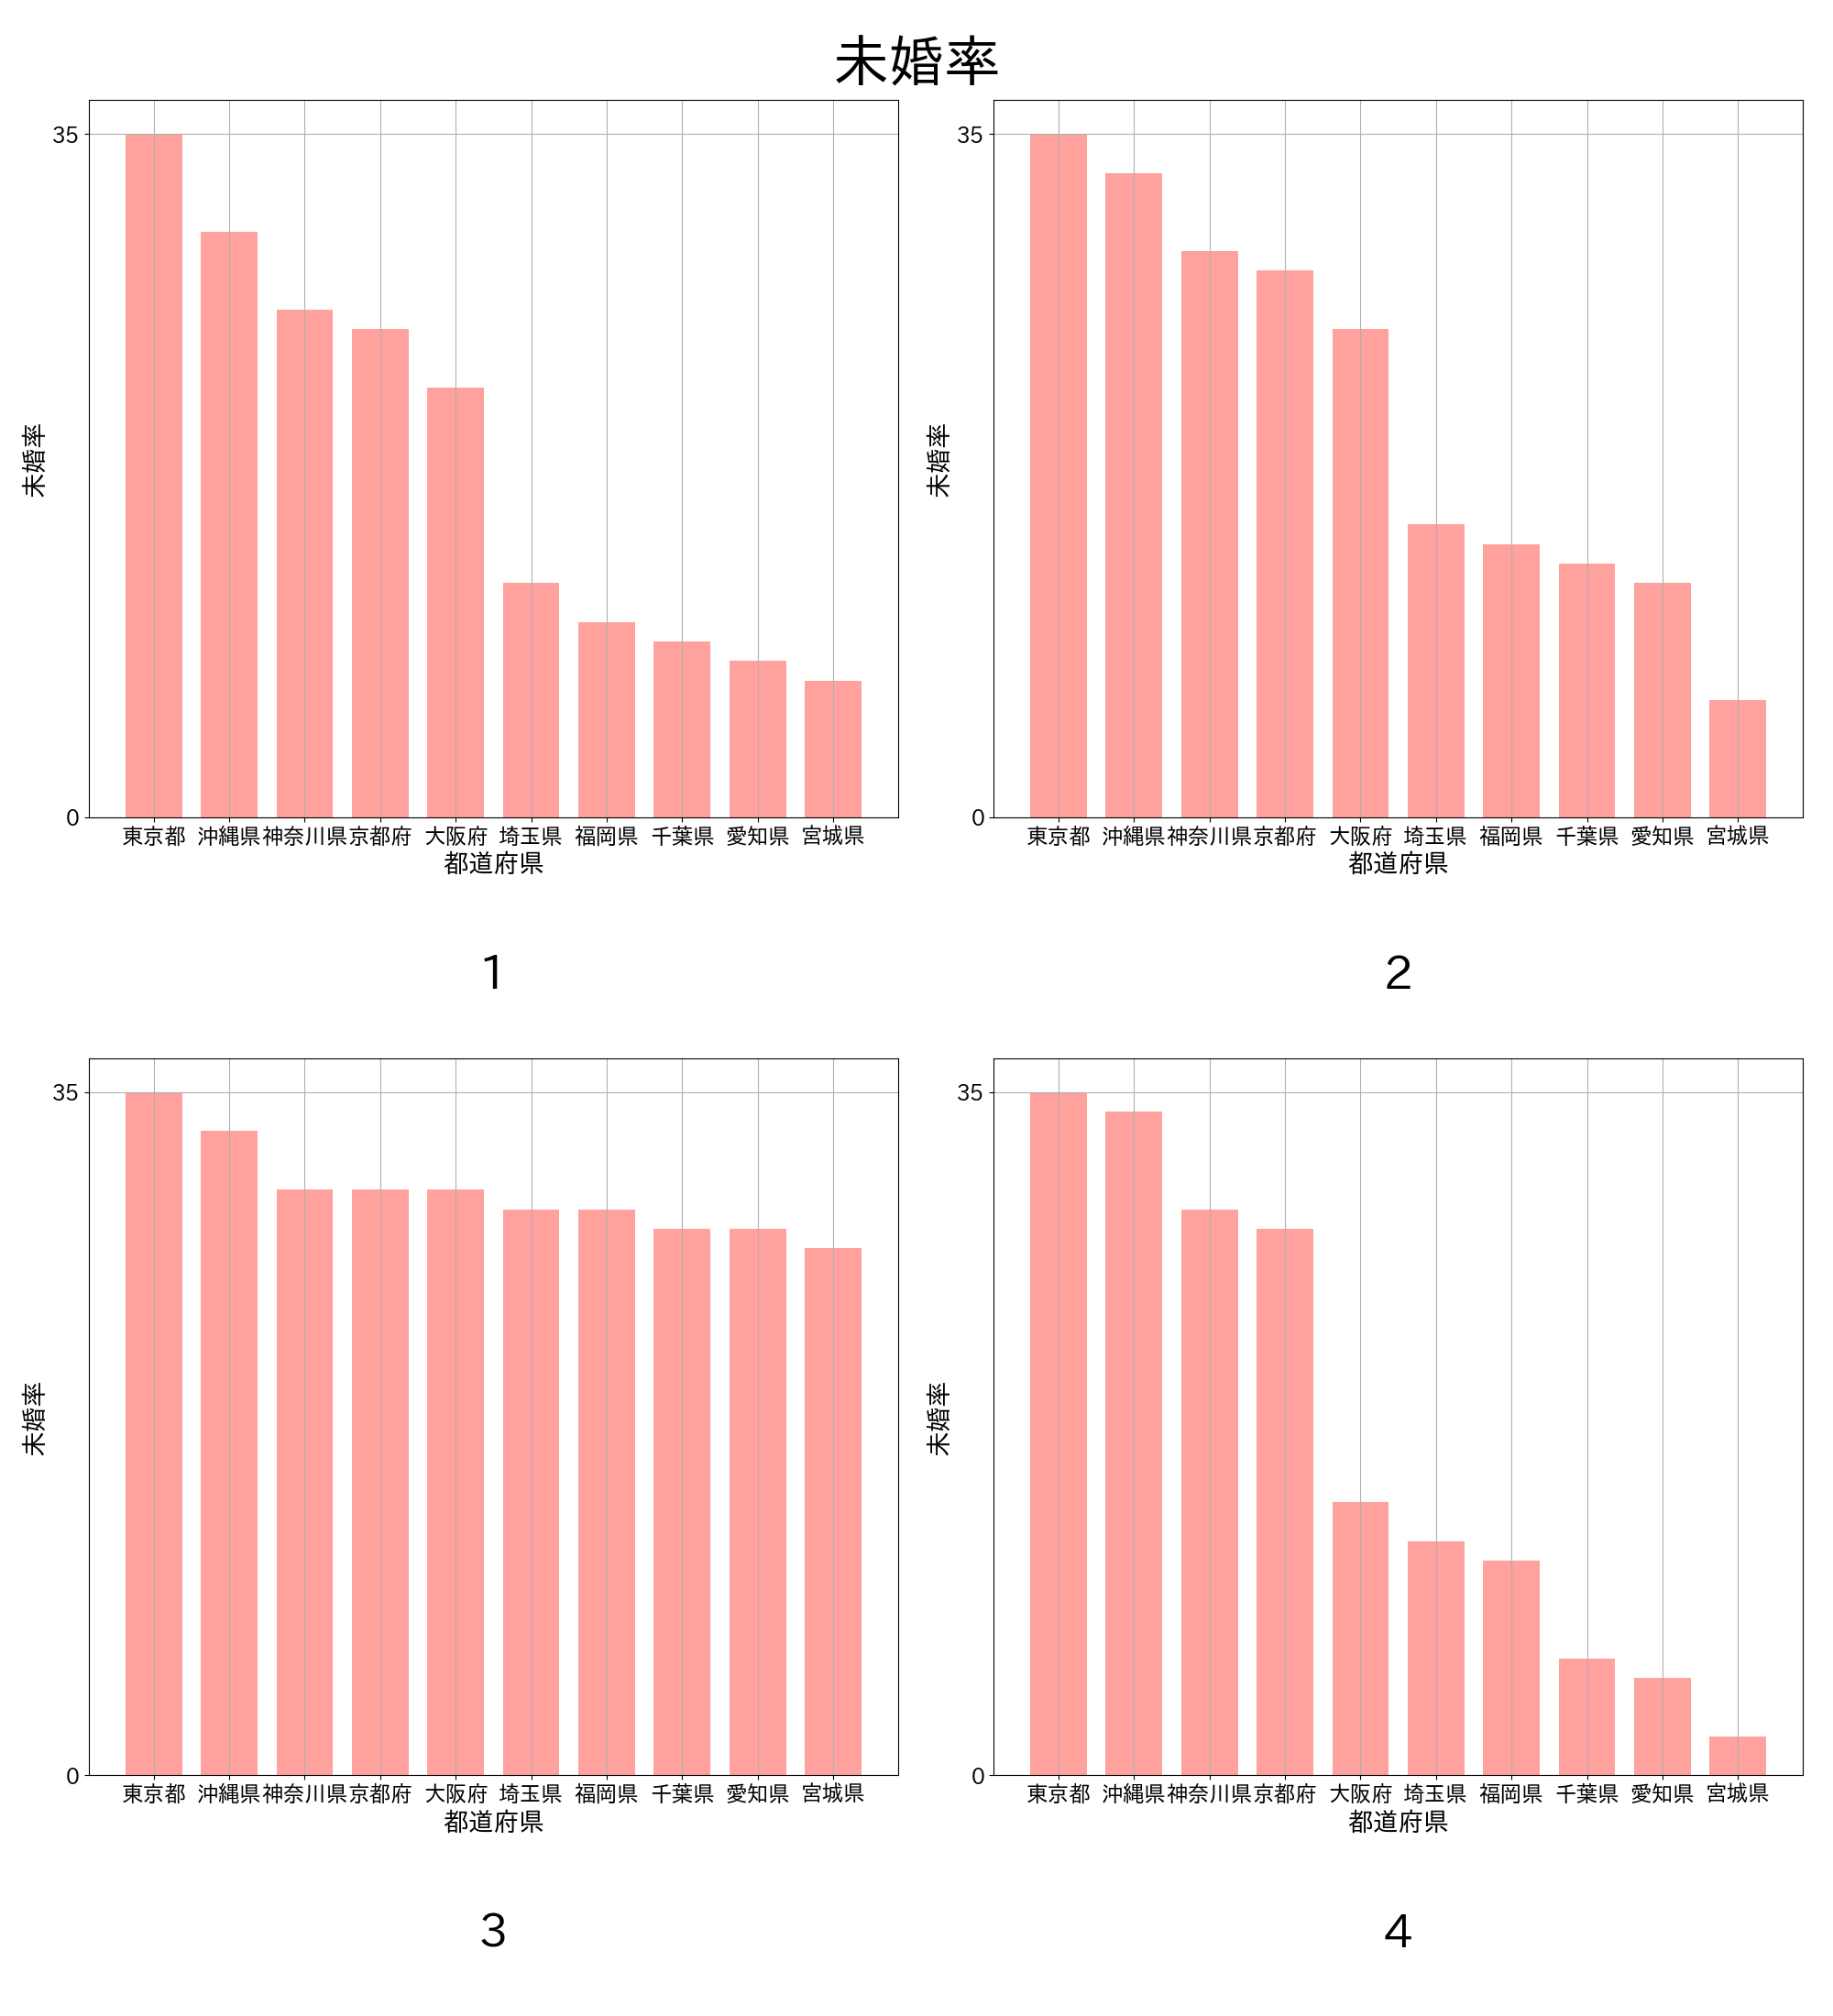 未婚率
35
0
未婚率
東京都 沖縄県 神奈川県 京都府 大阪府 埼玉県 福岡県 千葉県 愛知県 宮城県
都道府県
1
35
0
未婚率
東京都 沖縄県 神奈川県 京都府 大阪府 埼玉県 福岡県 千葉県 愛知県 宮城県
都道府県
2
35
0
未婚率
東京都 沖縄県 神奈川県 京都府 大阪府 埼玉県 福岡県 千葉県 愛知県 宮城県
都道府県
3
35
0
未婚率
東京都 沖縄県 神奈川県 京都府 大阪府 埼玉県 福岡県 千葉県 愛知県 宮城県
都道府県
4